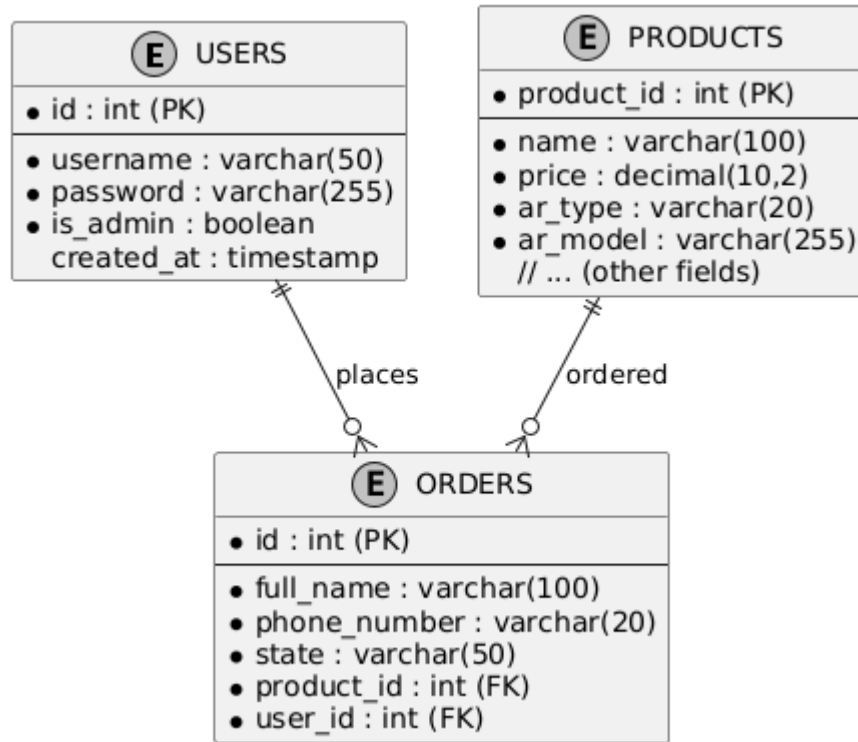 E USERS
id : int (PK)
username : varchar(50)
password : varchar(255)
is_admin : boolean
created_at : timestamp
E PRODUCTS
product_id : int (PK)
name : varchar(100)
price : decimal(10,2)
ar_type : varchar(20)
ar_model : varchar(255)
// ... (other fields)
places
ordered
E ORDERS
id : int (PK)
full_name : varchar(100)
phone_number : varchar(20)
state : varchar(50)
product_id : int (FK)
user_id : int (FK)